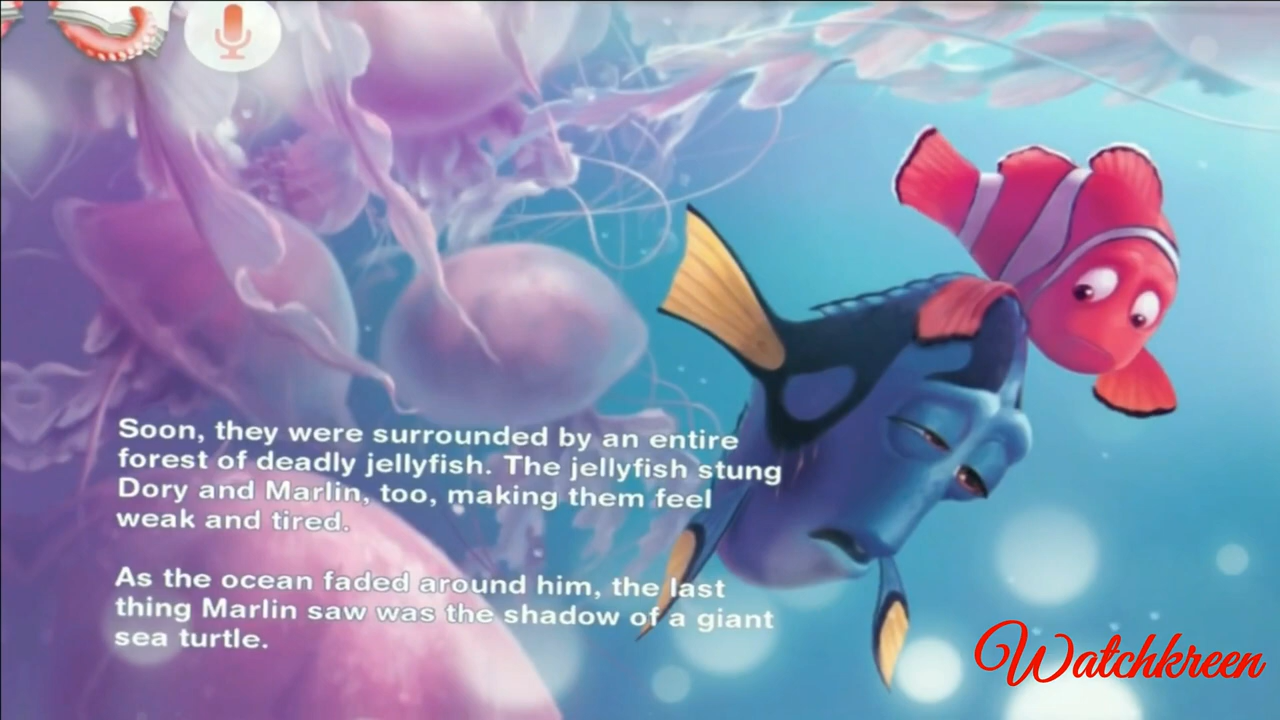 Soon, they were surrounded by an entire
forest of deadly jellyfish. The jellyfish stung
Dory and Marlin, too, making them feel
weak and tired.
As the ocean faded around him, the last
thing Marlin saw was the shadow of a giant
sea turtle.
Watchkreen